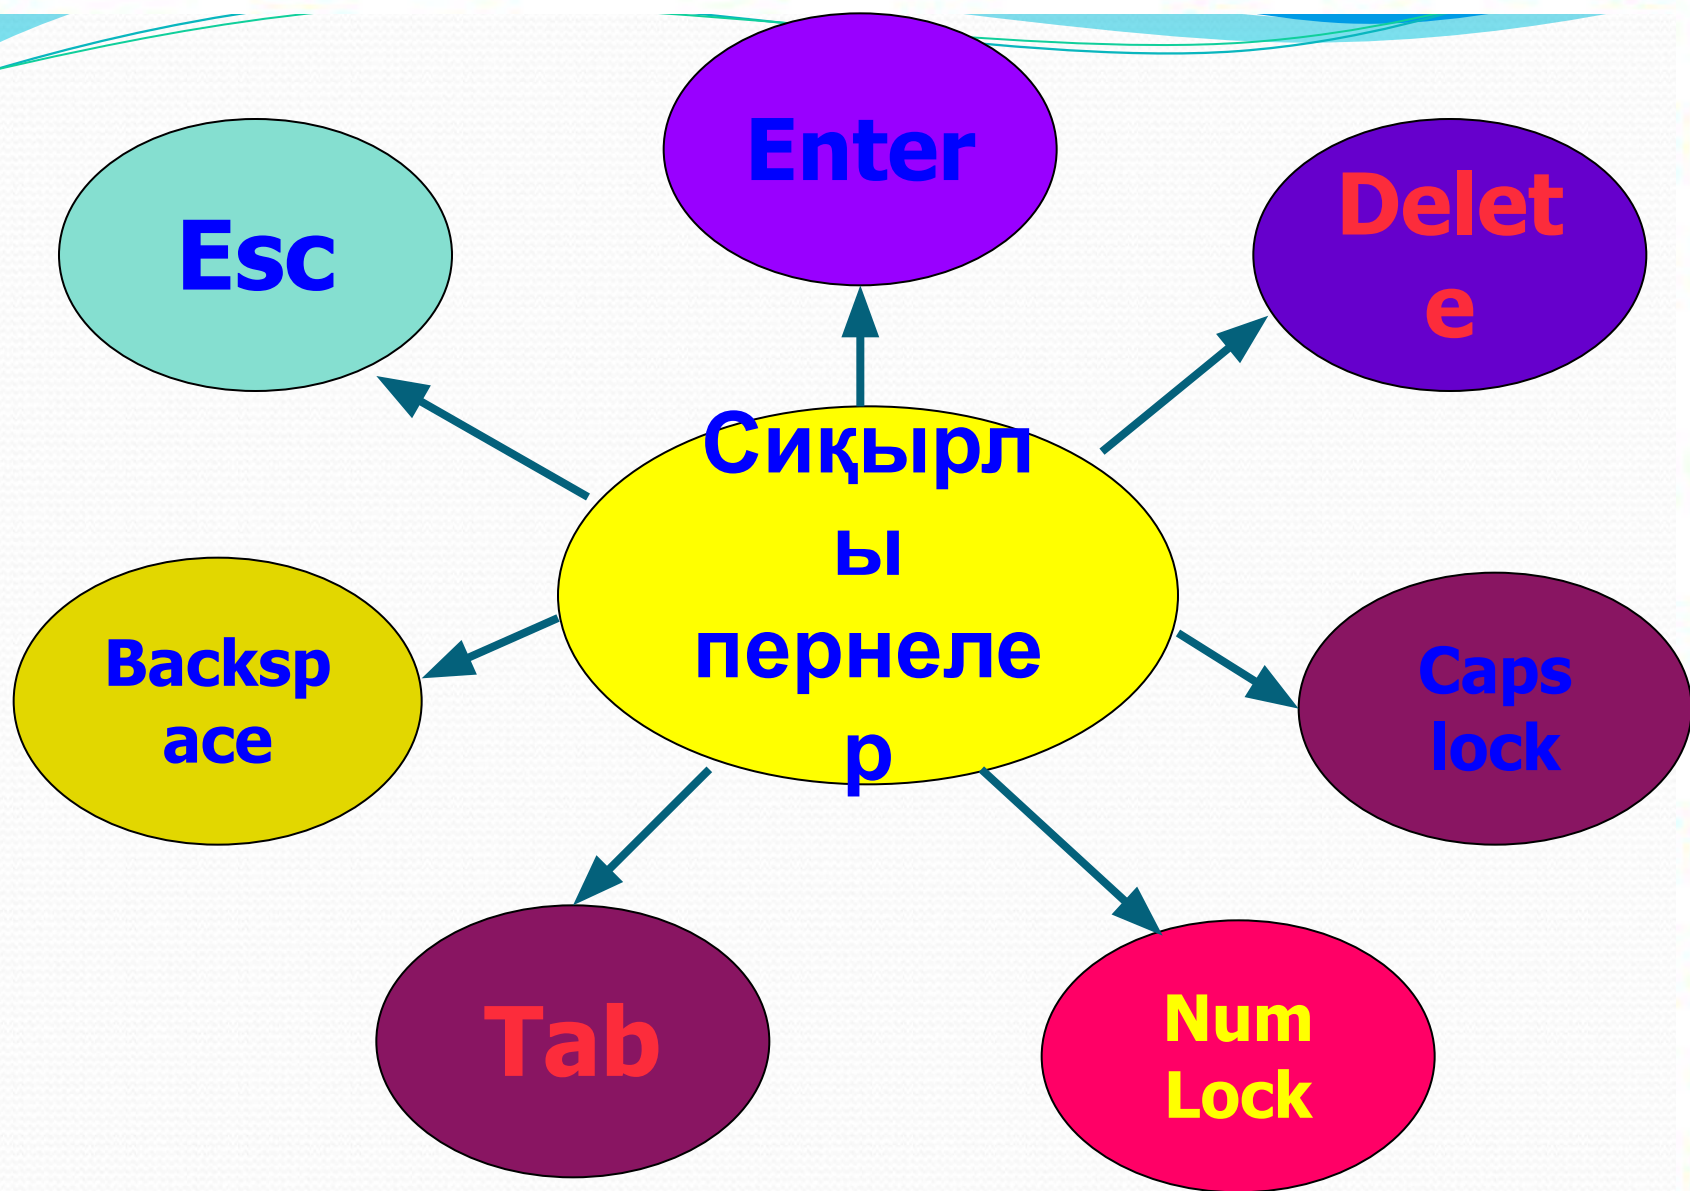 Enter
Esc
Delet
e
Сиқырл
ы
пернеле
р
Backsp
ace
Caps
lock
Tab
Num
Lock